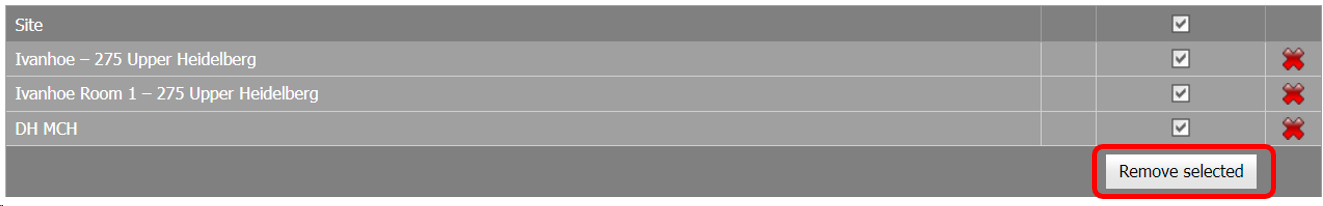 Site
Ivanhoe – 275 Upper Heidelberg
Ivanhoe Room 1 – 275 Upper Heidelberg
DH MCH
Remove selected